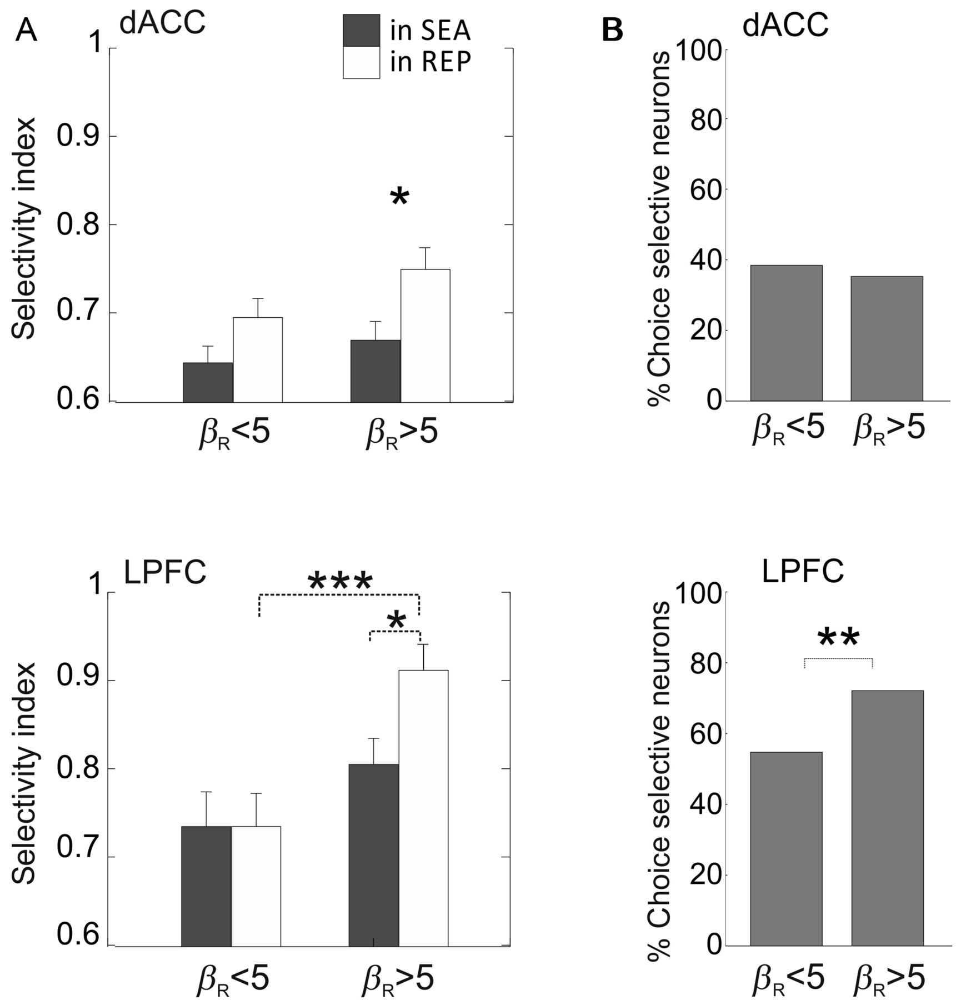 A
dACC
in SEA
in REP
Selectivity index
1
0.9
0.8
0.7
0.6
*
βR<5
βR>5
B
dACC
% Choice selective neurons
100
80
60
40
20
0
βR<5
βR>5
LPFC
Selectivity index
1
0.9
0.8
0.7
0.6
***
*
βR<5
βR>5
LPFC
% Choice selective neurons
100
80
60
40
20
0
**
βR<5
βR>5